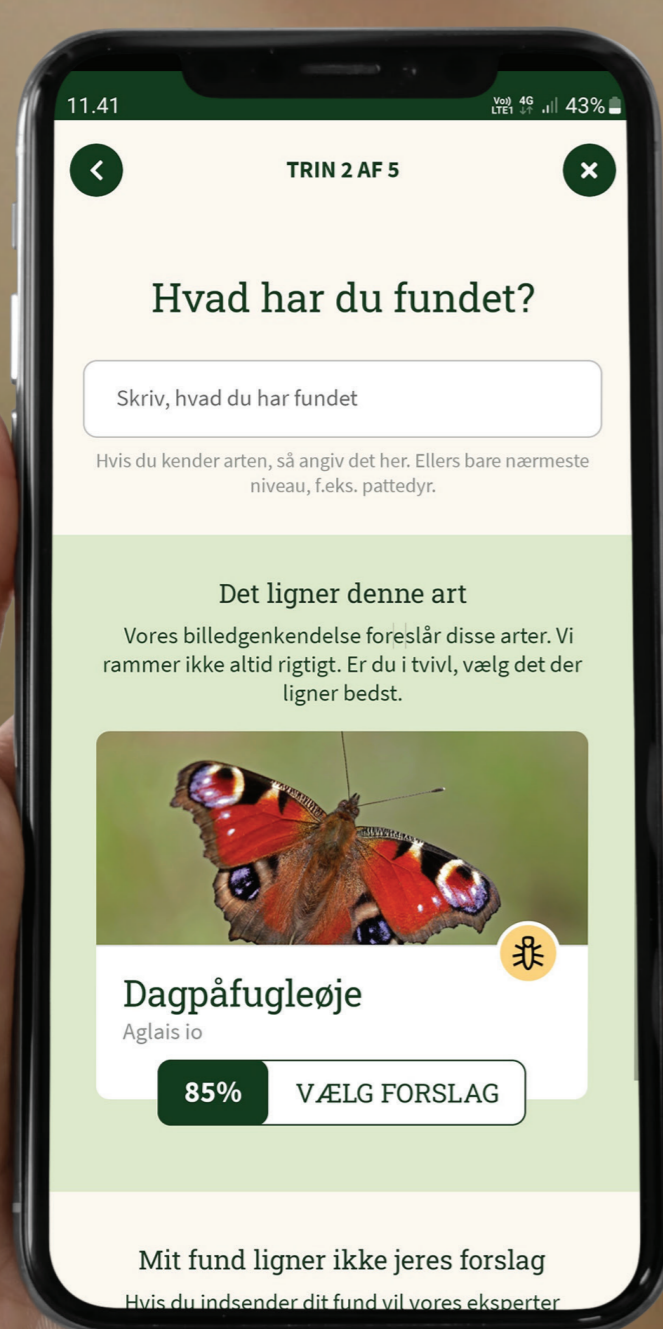 11.41
Vo)) 4G 43%
LTE1
TRIN 2 AF 5
Hvad har du fundet?
Skriv, hvad du har fundet
Hvis du kender arten, så angiv det her. Ellers bare nærmeste
niveau, f.eks. pattedyr.
Det ligner denne art
Vores billedgenkendelse foreslår disse arter. Vi
rammer ikke altid rigtigt. Er du i tvivl, vælg det der
ligner bedst.
Dagpåfugleøje
Aglais io
85% VÆLG FORSLAG
Mit fund ligner ikke jeres forslag
Hvis du indsender dit fund vil vores eksperter